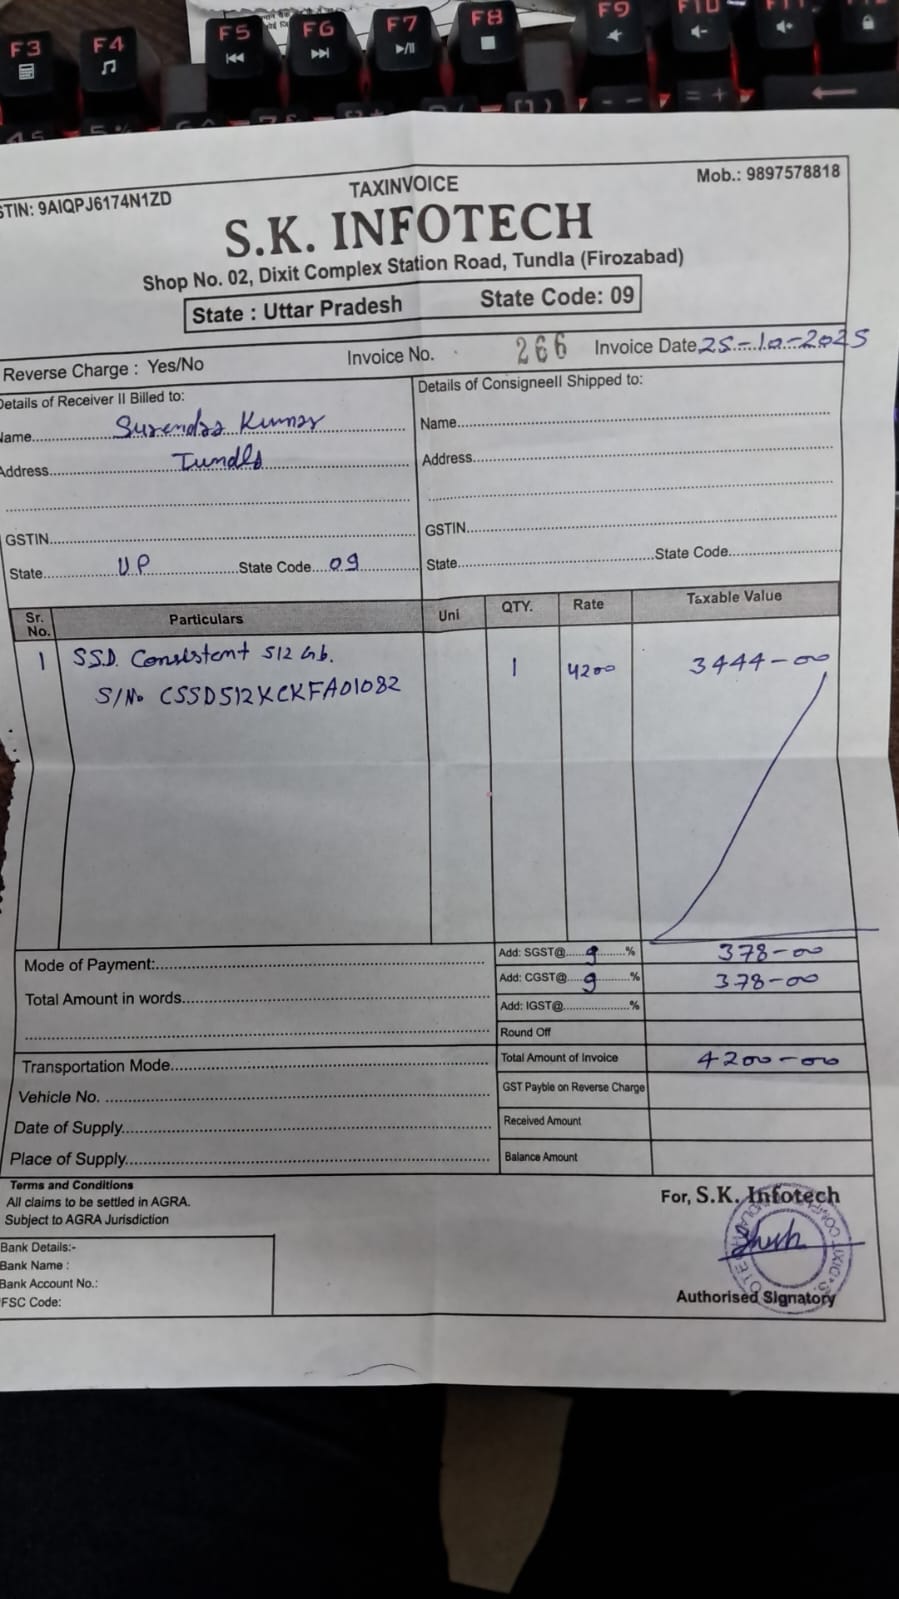 F3 F4 F5 F6 F7 F8 F9 F10
STIN: 9AIQPJ6174N1ZD
TAXINVOICE
Mob.: 9897578818
S.K. INFOTECH
Shop No. 02, Dixit Complex Station Road, Tundla (Firozabad)
State : Uttar Pradesh State Code: 09
Reverse Charge : Yes/No Invoice No. 266 Invoice Date 25-10-2025
Details of Receiver II Billed to:
Name Surendra Kumar
Address Tundla
GSTIN
State UP State Code 09
Details of Consigneell Shipped to:
Name
Address
GSTIN
State State Code
Sr. No. Particulars Uni QTY. Rate Taxable Value
1 SSD Consistent 512 Gb. 1 4200 3444-00
S/No CSSD512KCKFA01082
Mode of Payment:
Total Amount in words
Transportation Mode
Vehicle No.
Date of Supply
Place of Supply
Add: SGST@ 9 % 378-00
Add: CGST@ 9 % 378-00
Add: IGST@ %
Round Off
Total Amount of Invoice 4200-00
GST Payble on Reverse Charge
Received Amount
Balance Amount
Terms and Conditions
All claims to be settled in AGRA.
Subject to AGRA Jurisdiction
Bank Details:-
Bank Name :
Bank Account No.:
FSC Code:
For, S.K. Infotech
Authorised Signatory